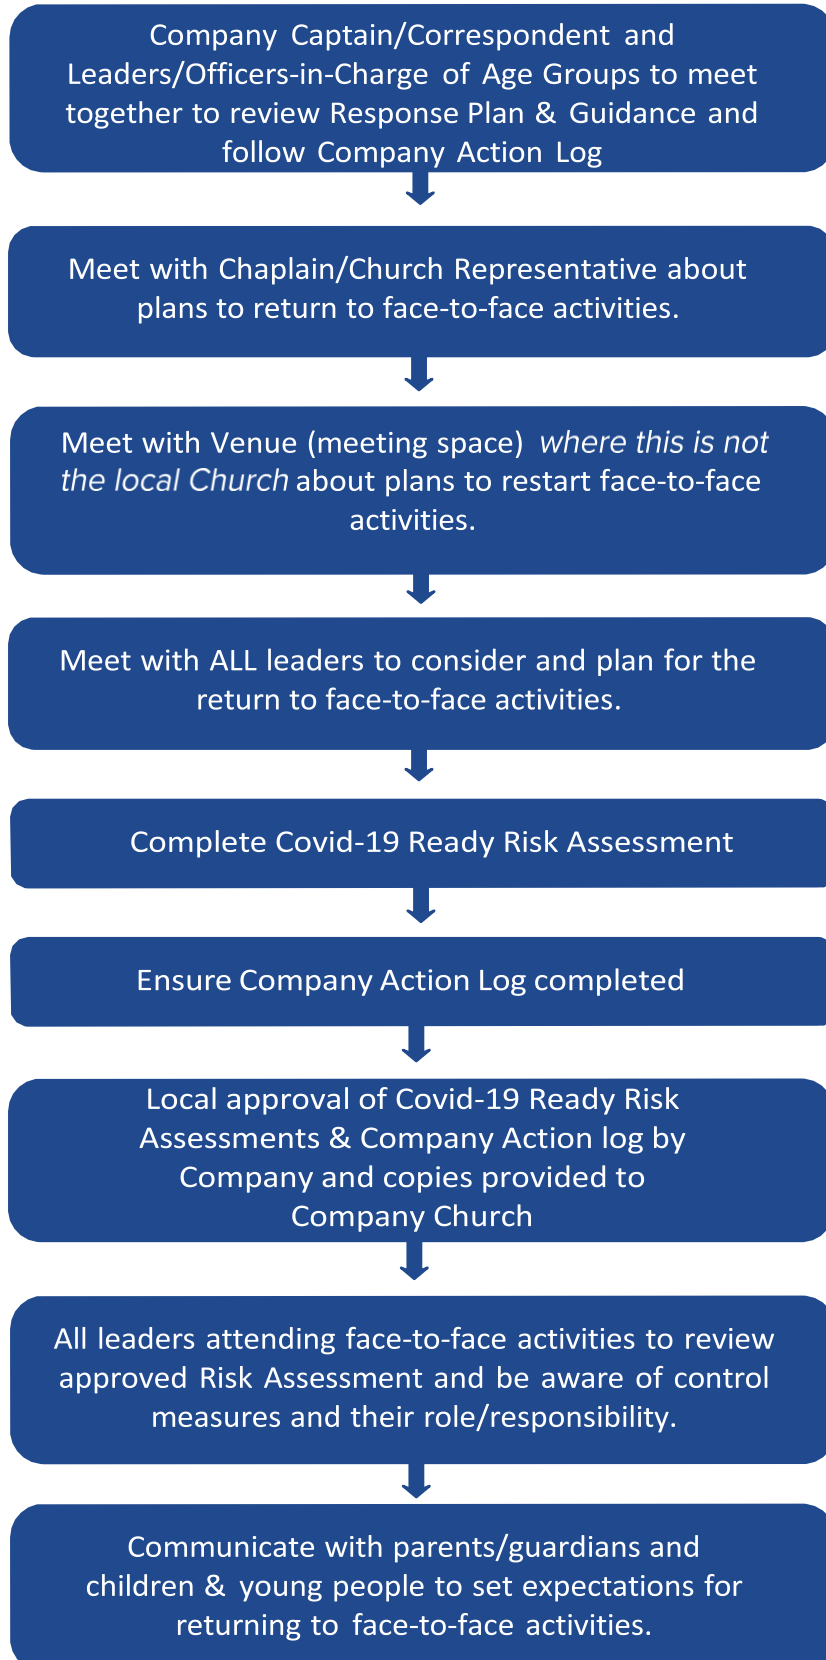 Company Captain/Correspondent and
Leaders/Officers-in-Charge of Age Groups to meet
together to review Response Plan & Guidance and
follow Company Action Log
Meet with Chaplain/Church Representative about
plans to return to face-to-face activities.
Meet with Venue (meeting space) where this is not
the local Church about plans to restart face-to-face
activities.
Meet with ALL leaders to consider and plan for the
return to face-to-face activities.
Complete Covid-19 Ready Risk Assessment
Ensure Company Action Log completed
Local approval of Covid-19 Ready Risk
Assessments & Company Action log by
Company and copies provided to
Company Church
All leaders attending face-to-face activities to review
approved Risk Assessment and be aware of control
measures and their role/responsibility.
Communicate with parents/guardians and
children & young people to set expectations for
returning to face-to-face activities.